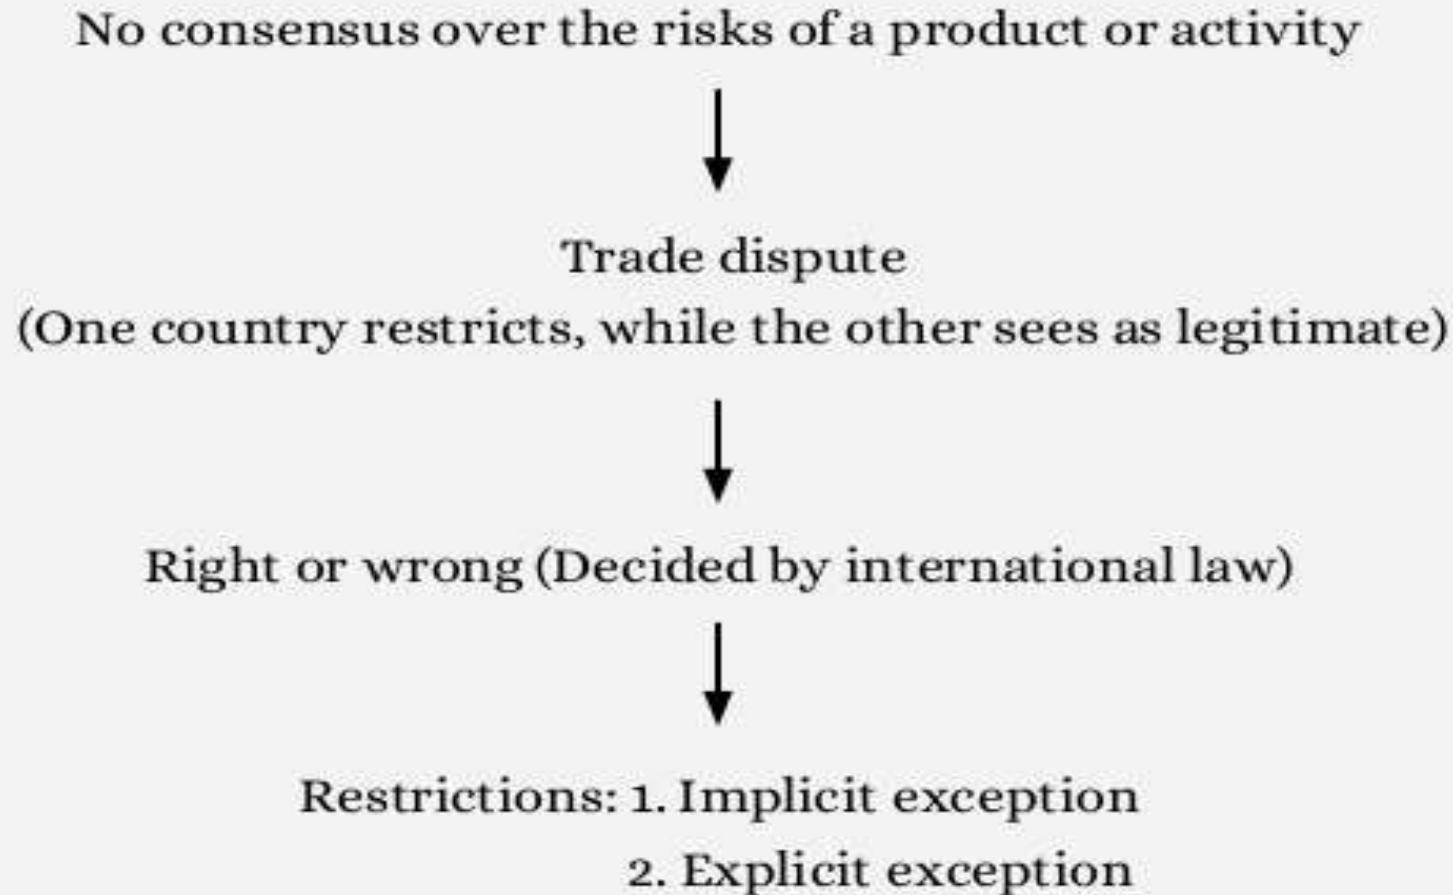 No consensus over the risks of a product or activity
Trade dispute
(One country restricts, while the other sees as legitimate)
Right or wrong (Decided by international law)
Restrictions: 1. Implicit exception
2. Explicit exception